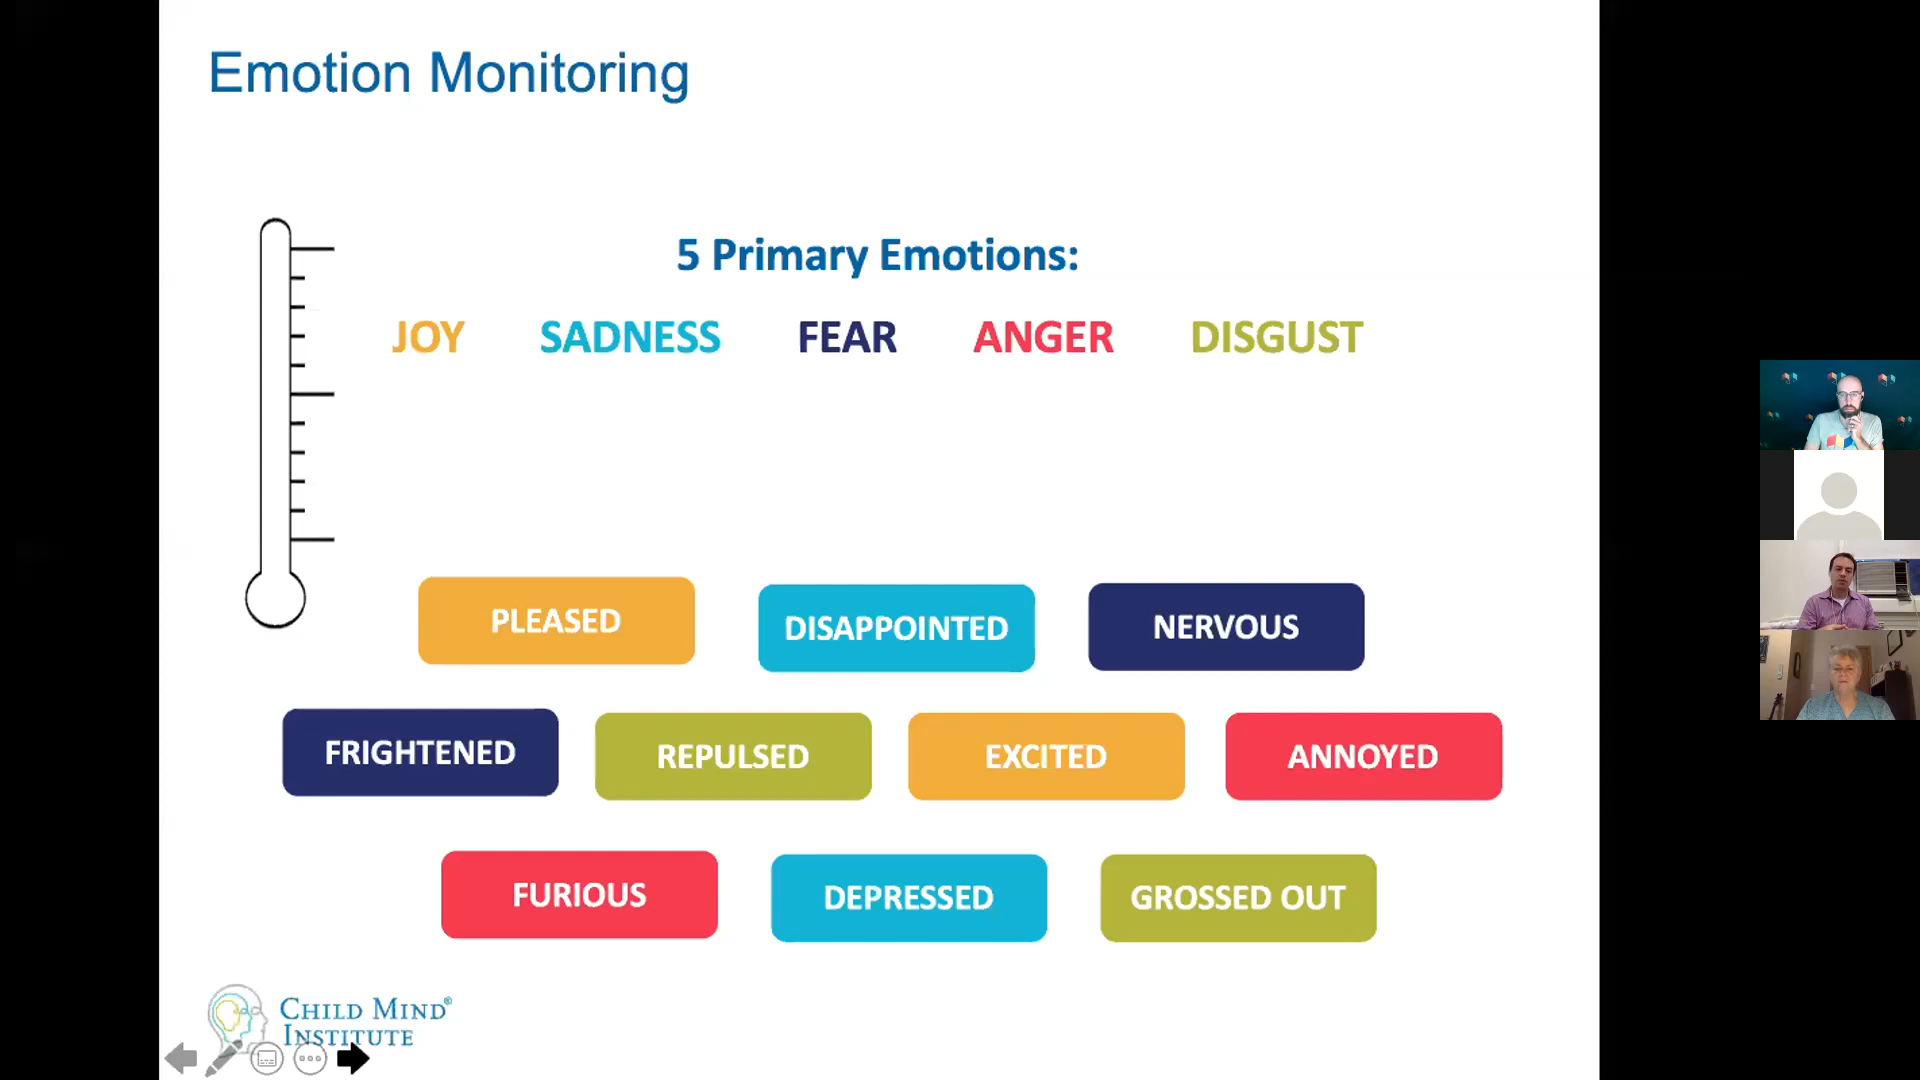 Emotion Monitoring
5 Primary Emotions:
JOY SADNESS FEAR ANGER DISGUST
PLEASED DISAPPOINTED NERVOUS
FRIGHTENED REPULSED EXCITED ANNOYED
FURIOUS DEPRESSED GROSSED OUT
CHILD MIND®
INSTITUTE